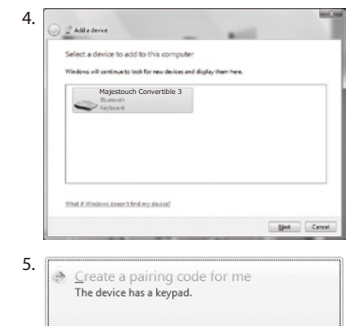 4.
Add a device
Select a device to add to this computer
Windows will continue to look for new devices and display them here.
Majestouch Convertible 3
Bluetooth
Keyboard
What if Windows doesn't find my device?
Next Cancel
5.
Create a pairing code for me
The device has a keypad.